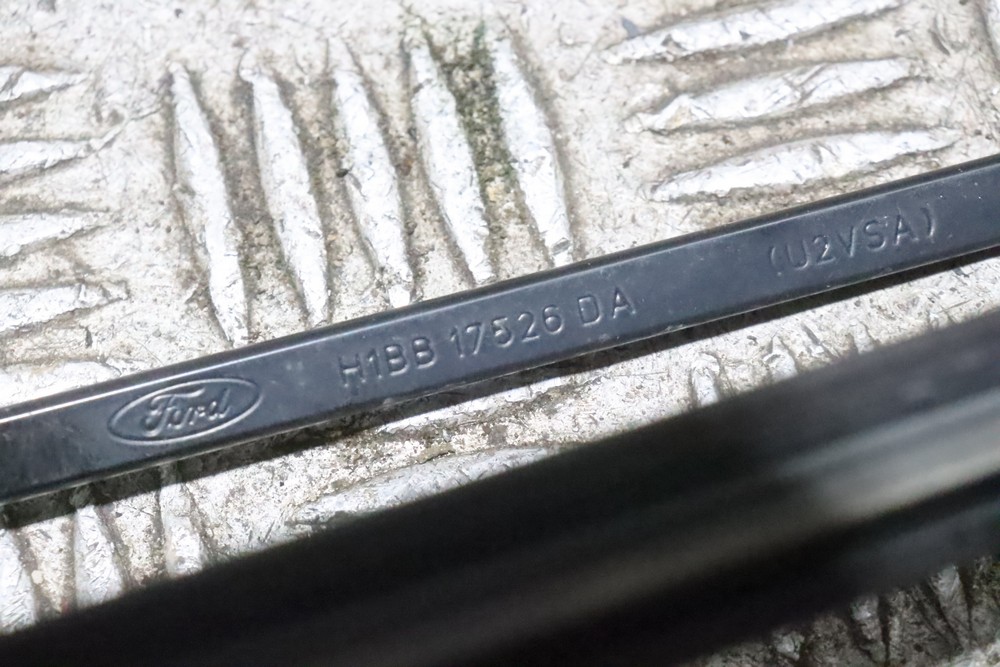 Ford H1BB 17526 DA (U2VSA)